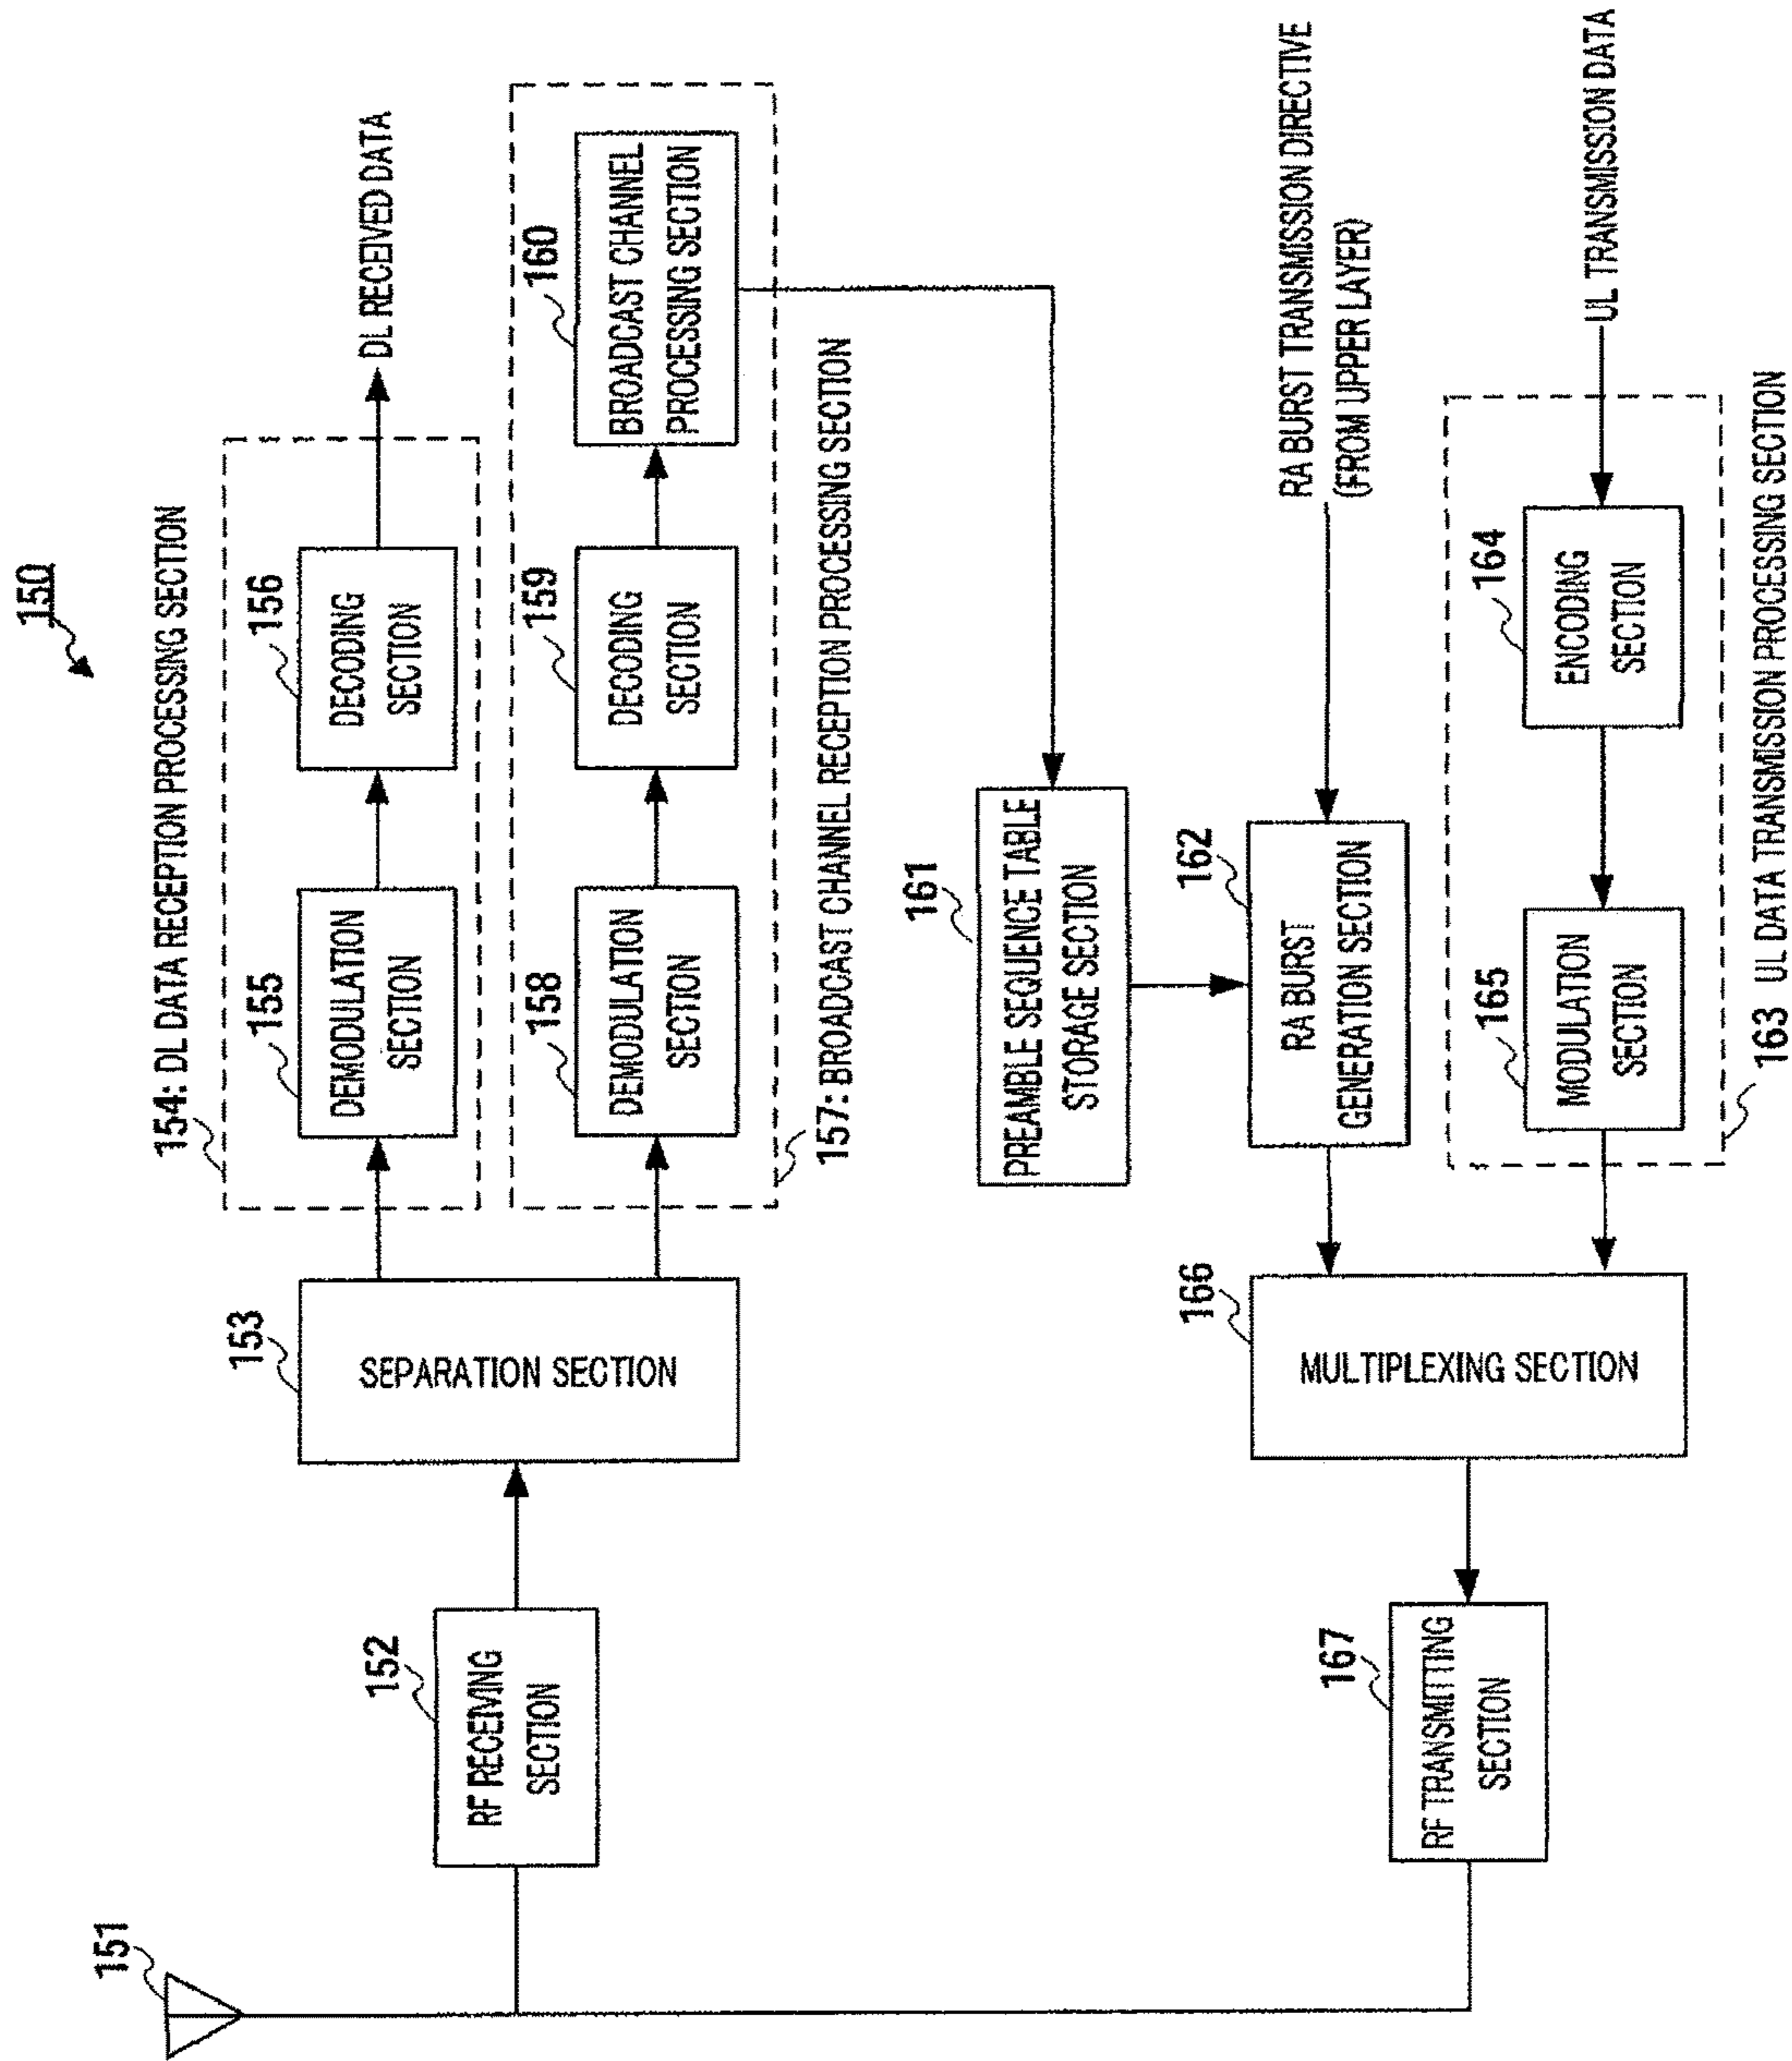 150
154: DL DATA RECEPTION PROCESSING SECTION
155
DEMODULATION
SECTION
156
DECODING
SECTION
DL RECEIVED DATA
151
152
RF RECEIVING
SECTION
153
SEPARATION SECTION
158
DEMODULATION
SECTION
159
DECODING
SECTION
160
BROADCAST CHANNEL
PROCESSING SECTION
157: BROADCAST CHANNEL RECEPTION PROCESSING SECTION
161
PREAMBLE SEQUENCE TABLE
STORAGE SECTION
162
RA BURST
GENERATION SECTION
RA BURST TRANSMISSION DIRECTIVE
(FROM UPPER LAYER)
167
RF TRANSMITTING
SECTION
166
MULTIPLEXING SECTION
165
MODULATION
SECTION
164
ENCODING
SECTION
UL TRANSMISSION DATA
163 UL DATA TRANSMISSION PROCESSING SECTION